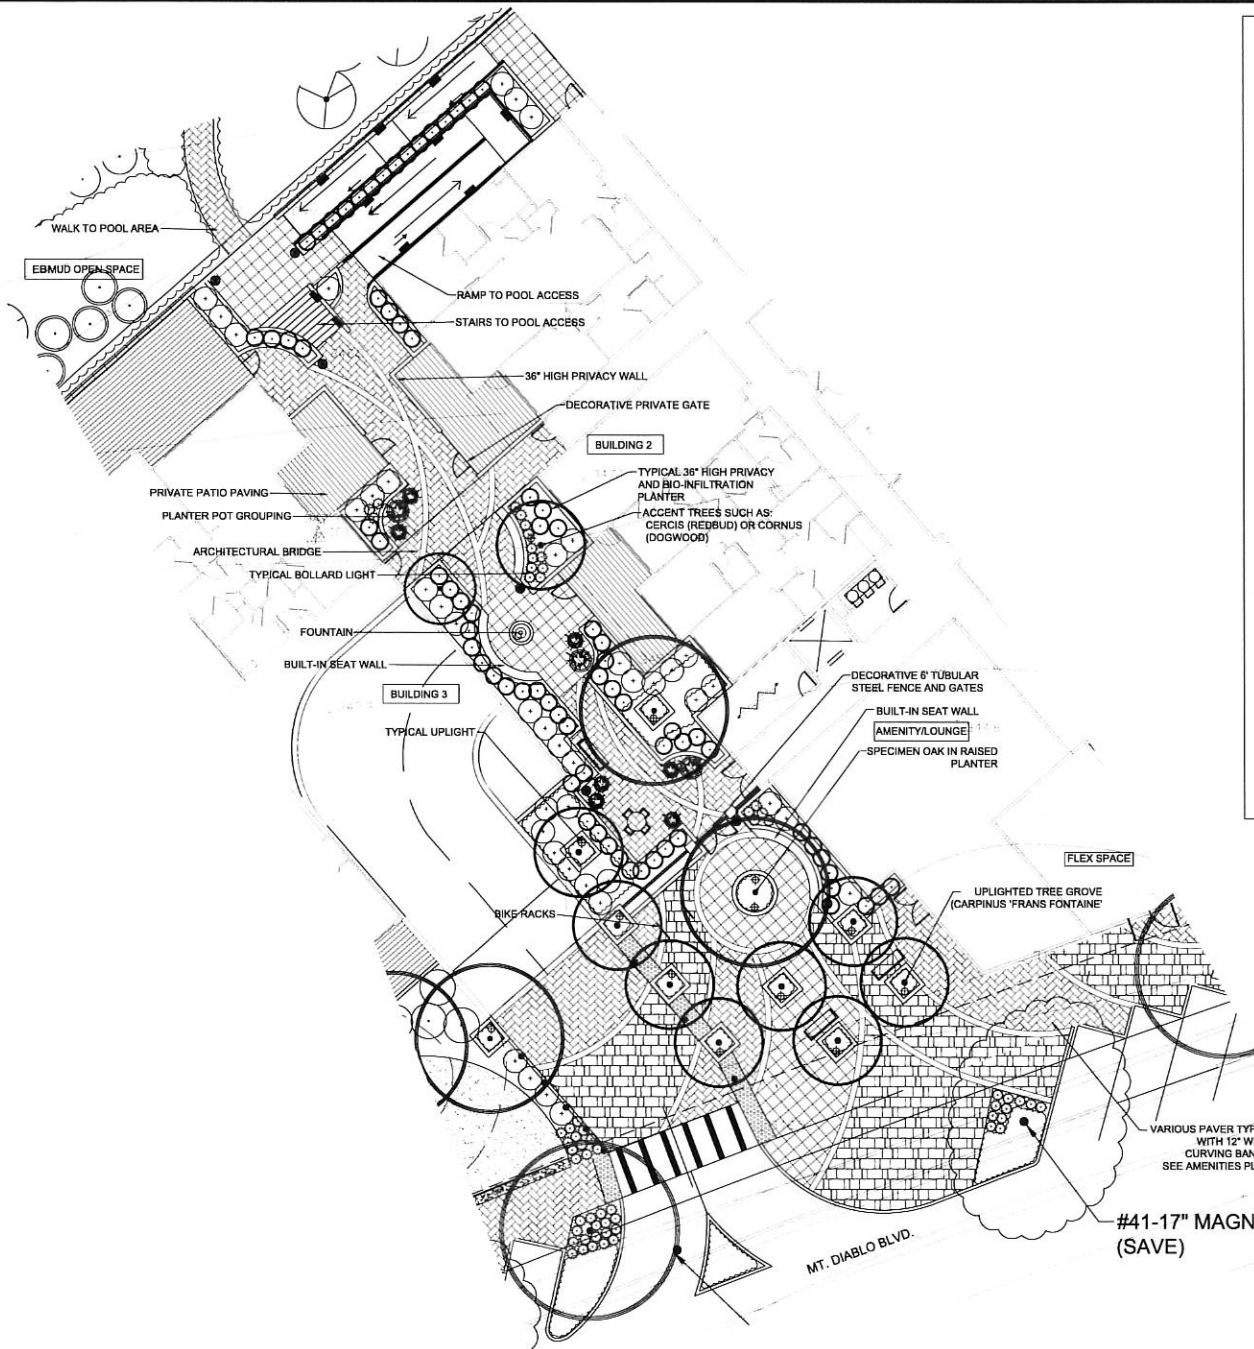 WALK TO POOL AREA
EBMUD OPEN SPACE
RAMP TO POOL ACCESS
STAIRS TO POOL ACCESS
36" HIGH PRIVACY WALL
DECORATIVE PRIVATE GATE
BUILDING 2
TYPICAL 36" HIGH PRIVACY
AND BIO-INFILTRATION
PLANTER
ACCENT TREES SUCH AS:
CERCIS (REDBUD) OR CORNUS
(DOGWOOD)
PRIVATE PATIO PAVING
PLANTER POT GROUPING
ARCHITECTURAL BRIDGE
TYPICAL BOLLARD LIGHT
FOUNTAIN
BUILT-IN SEAT WALL
BUILDING 3
TYPICAL UPLIGHT
DECORATIVE 6' TUBULAR
STEEL FENCE AND GATES
BUILT-IN SEAT WALL
AMENITY/LOUNGE
SPECIMEN OAK IN RAISED
PLANTER
FLEX SPACE
UPLIGHTED TREE GROVE
(CARPINUS 'FRANS FONTAINE'
BIKE RACKS
VARIOUS PAVER TYP
WITH 12" W
CURVING BAN
SEE AMENITIES PL
#41-17" MAGN
(SAVE)
MT. DIABLO BLVD.